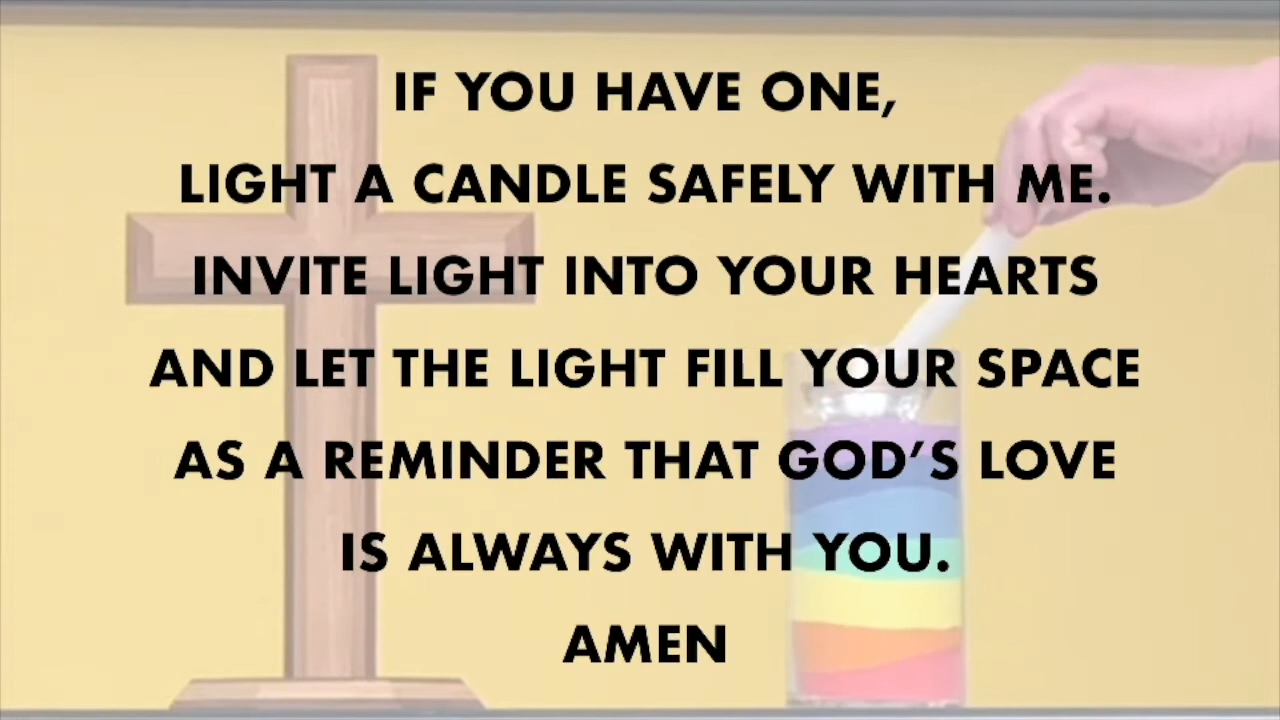 IF YOU HAVE ONE,
LIGHT A CANDLE SAFELY WITH ME.
INVITE LIGHT INTO YOUR HEARTS
AND LET THE LIGHT FILL YOUR SPACE
AS A REMINDER THAT GOD’S LOVE
IS ALWAYS WITH YOU.
AMEN